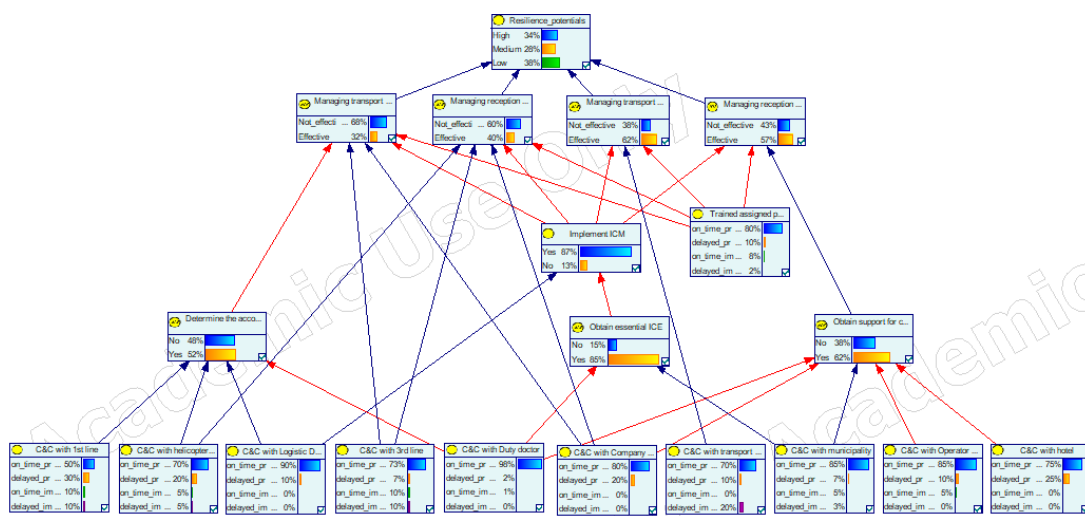 Resilience_potentials
High 34%
Medium 28%
Low 38%
Managing transport ...
Not_effecti ... 68%
Effective 32%
Managing reception ...
Not_effecti ... 60%
Effective 40%
Managing transport ...
Not_effective 38%
Effective 62%
Managing reception ...
Not_effective 43%
Effective 57%
Trained assigned p...
on_time_pr ... 80%
delayed_pr ... 10%
on_time_im ... 8%
delayed_im ... 2%
Implement ICM
Yes 87%
No 13%
Determine the acco...
No 48%
Yes 52%
Obtain essential ICE
No 15%
Yes 85%
Obtain support for c...
No 38%
Yes 62%
C&C with 1st line
on_time_pr ... 50%
delayed_pr ... 30%
on_time_im ... 10%
delayed_im ... 10%
C&C with helicopter...
on_time_pr ... 70%
delayed_pr ... 20%
on_time_im ... 5%
delayed_im ... 5%
C&C with Logistic D...
on_time_pr ... 90%
delayed_pr ... 10%
on_time_im ... 0%
delayed_im ... 0%
C&C with 3rd line
on_time_pr ... 73%
delayed_pr ... 7%
on_time_im ... 10%
delayed_im ... 10%
C&C with Duty doctor
on_time_pr ... 98%
delayed_pr ... 2%
on_time_im ... 1%
delayed_im ... 0%
C&C with Company ...
on_time_pr ... 80%
delayed_pr ... 20%
on_time_im ... 0%
delayed_im ... 0%
C&C with transport ...
on_time_pr ... 70%
delayed_pr ... 10%
on_time_im ... 0%
delayed_im ... 20%
C&C with municipality
on_time_pr ... 85%
delayed_pr ... 7%
on_time_im ... 5%
delayed_im ... 3%
C&C with Operator ...
on_time_pr ... 85%
delayed_pr ... 10%
on_time_im ... 5%
delayed_im ... 0%
C&C with hotel
on_time_pr ... 75%
delayed_pr ... 25%
on_time_im ... 0%
delayed_im ... 0%
Academic Use Only
Academic